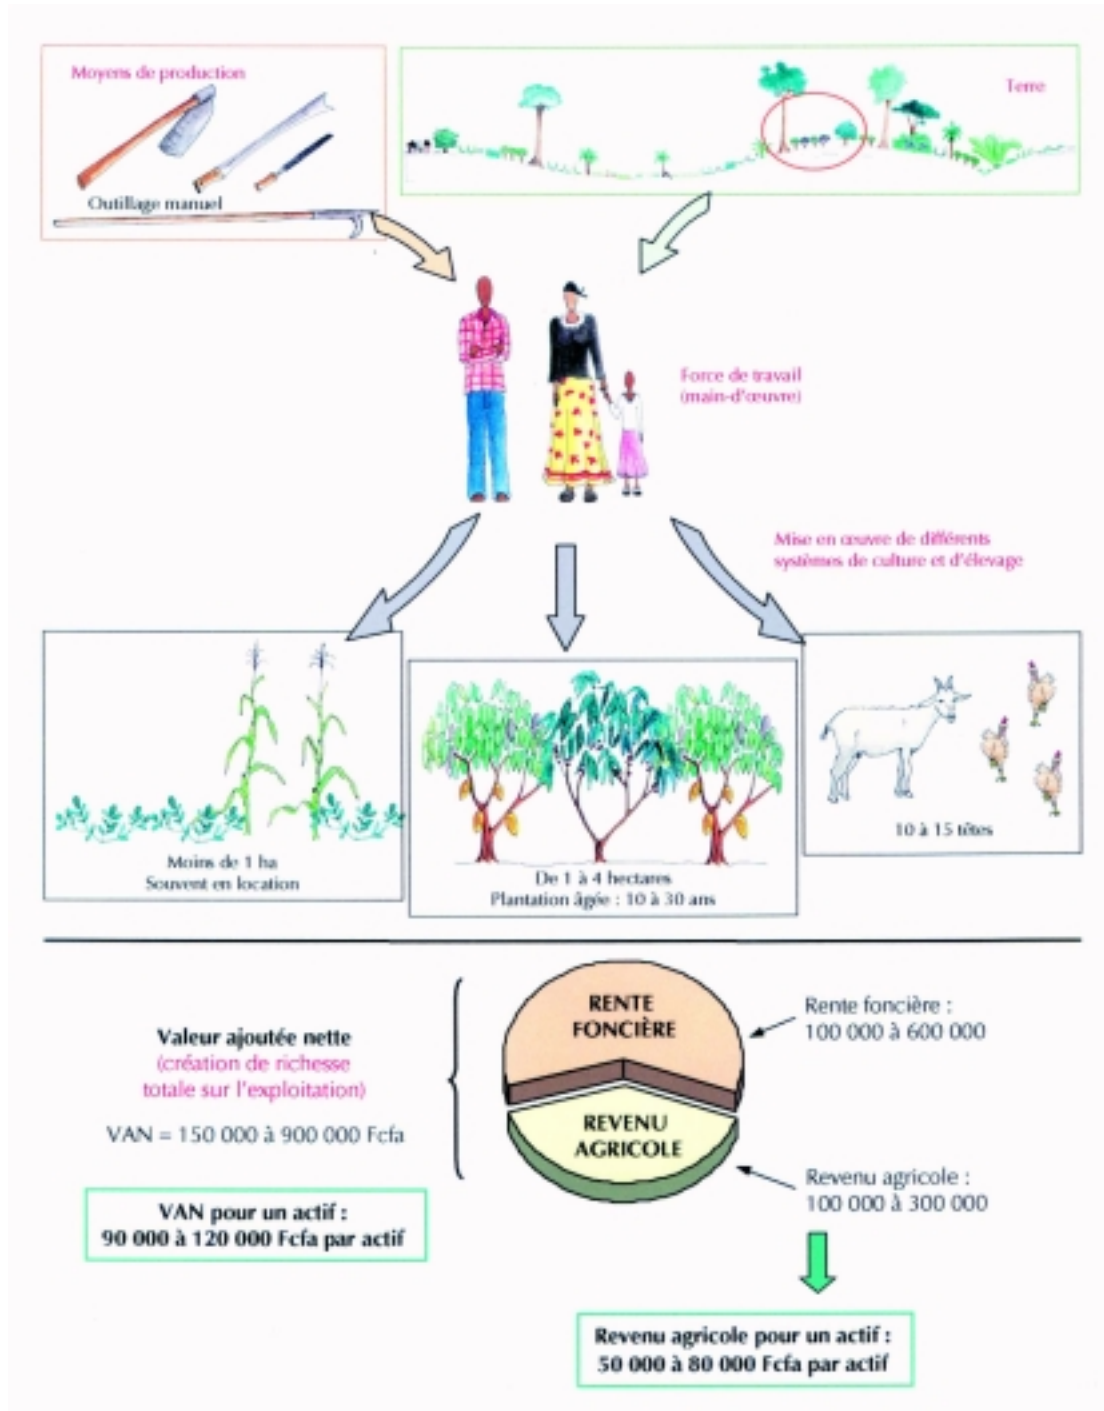 Moyens de production
Outillage manuel
Terre
Force de travail
(main-d'œuvre)
Mise en œuvre de différents
systèmes de culture et d'élevage
Moins de 1 ha
Souvent en location
De 1 à 4 hectares
Plantation âgée : 10 à 30 ans
10 à 15 têtes
Valeur ajoutée nette
(création de richesse
totale sur l'exploitation)
VAN = 150 000 à 900 000 Fcfa
VAN pour un actif :
90 000 à 120 000 Fcfa par actif
RENTE
FONCIÈRE
REVENU
AGRICOLE
Rente foncière :
100 000 à 600 000
Revenu agricole :
100 000 à 300 000
Revenu agricole pour un actif :
50 000 à 80 000 Fcfa par actif